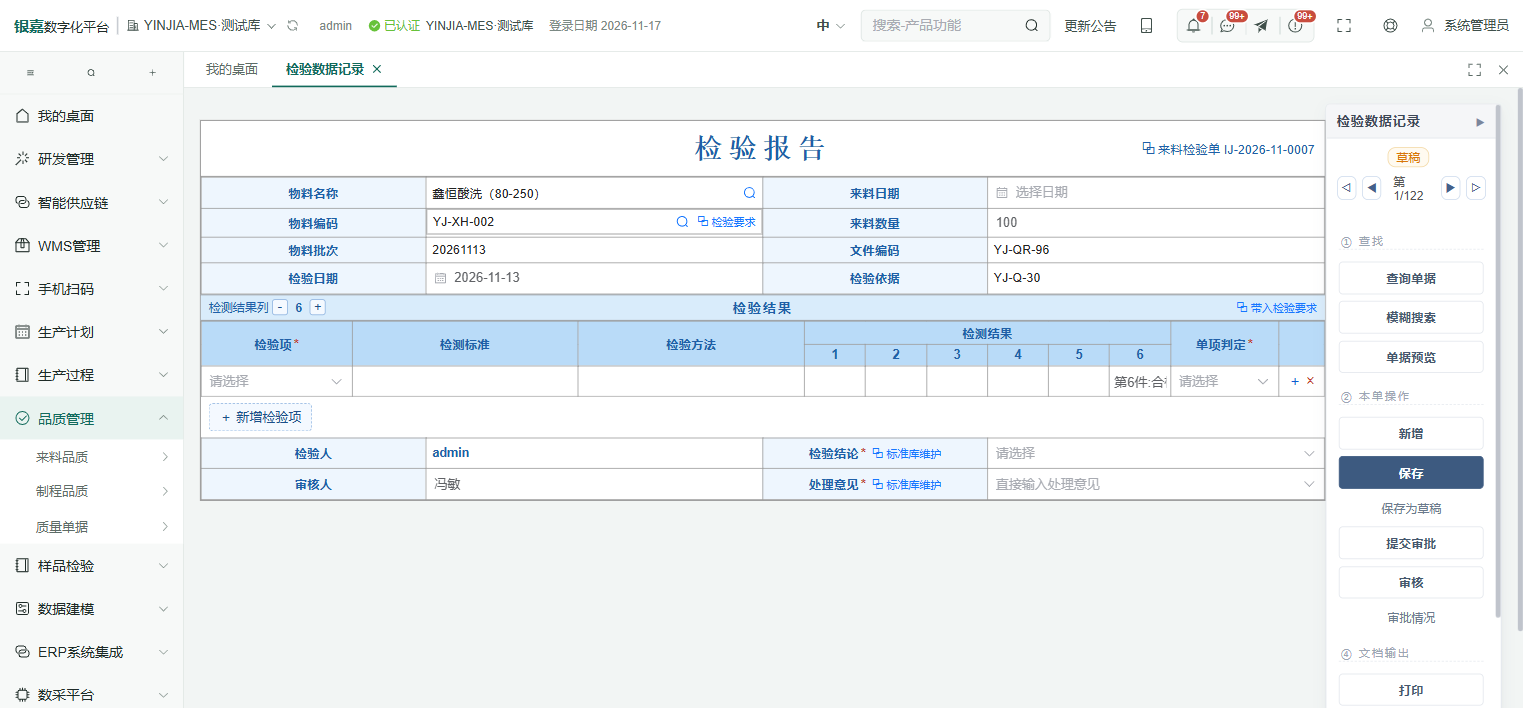 银嘉数字化平台 YINJIA-MES·测试库 admin 已认证 YINJIA-MES·测试库 登录日期 2026-11-17 中 搜索-产品功能 更新公告 7 99+ 99+ 系统管理员
我的桌面 检验数据记录
我的桌面
研发管理
智能供应链
WMS管理
手机扫码
生产计划
生产过程
品质管理
来料品质
制程品质
质量单据
样品检验
数据建模
ERP系统集成
数采平台
检验报告 来料检验单 IJ-2026-11-0007
物料名称 鑫恒酸洗（80-250） 来料日期 选择日期
物料编码 YJ-XH-002 检验要求 来料数量 100
物料批次 20261113 文件编码 YJ-QR-96
检验日期 2026-11-13 检验依据 YJ-Q-30
检测结果列 - 6 + 检验结果 带入检验要求
检验项* 检测标准 检验方法 检测结果 单项判定*
1 2 3 4 5 6
请选择 第6件:合 请选择 + ×
+ 新增检验项
检验人 admin 检验结论* 标准库维护 请选择
审核人 冯敏 处理意见* 标准库维护 直接输入处理意见
检验数据记录
草稿
第
1/122
① 查找
查询单据
模糊搜索
单据预览
② 本单操作
新增
保存
保存为草稿
提交审批
审核
审批情况
④ 文档输出
打印